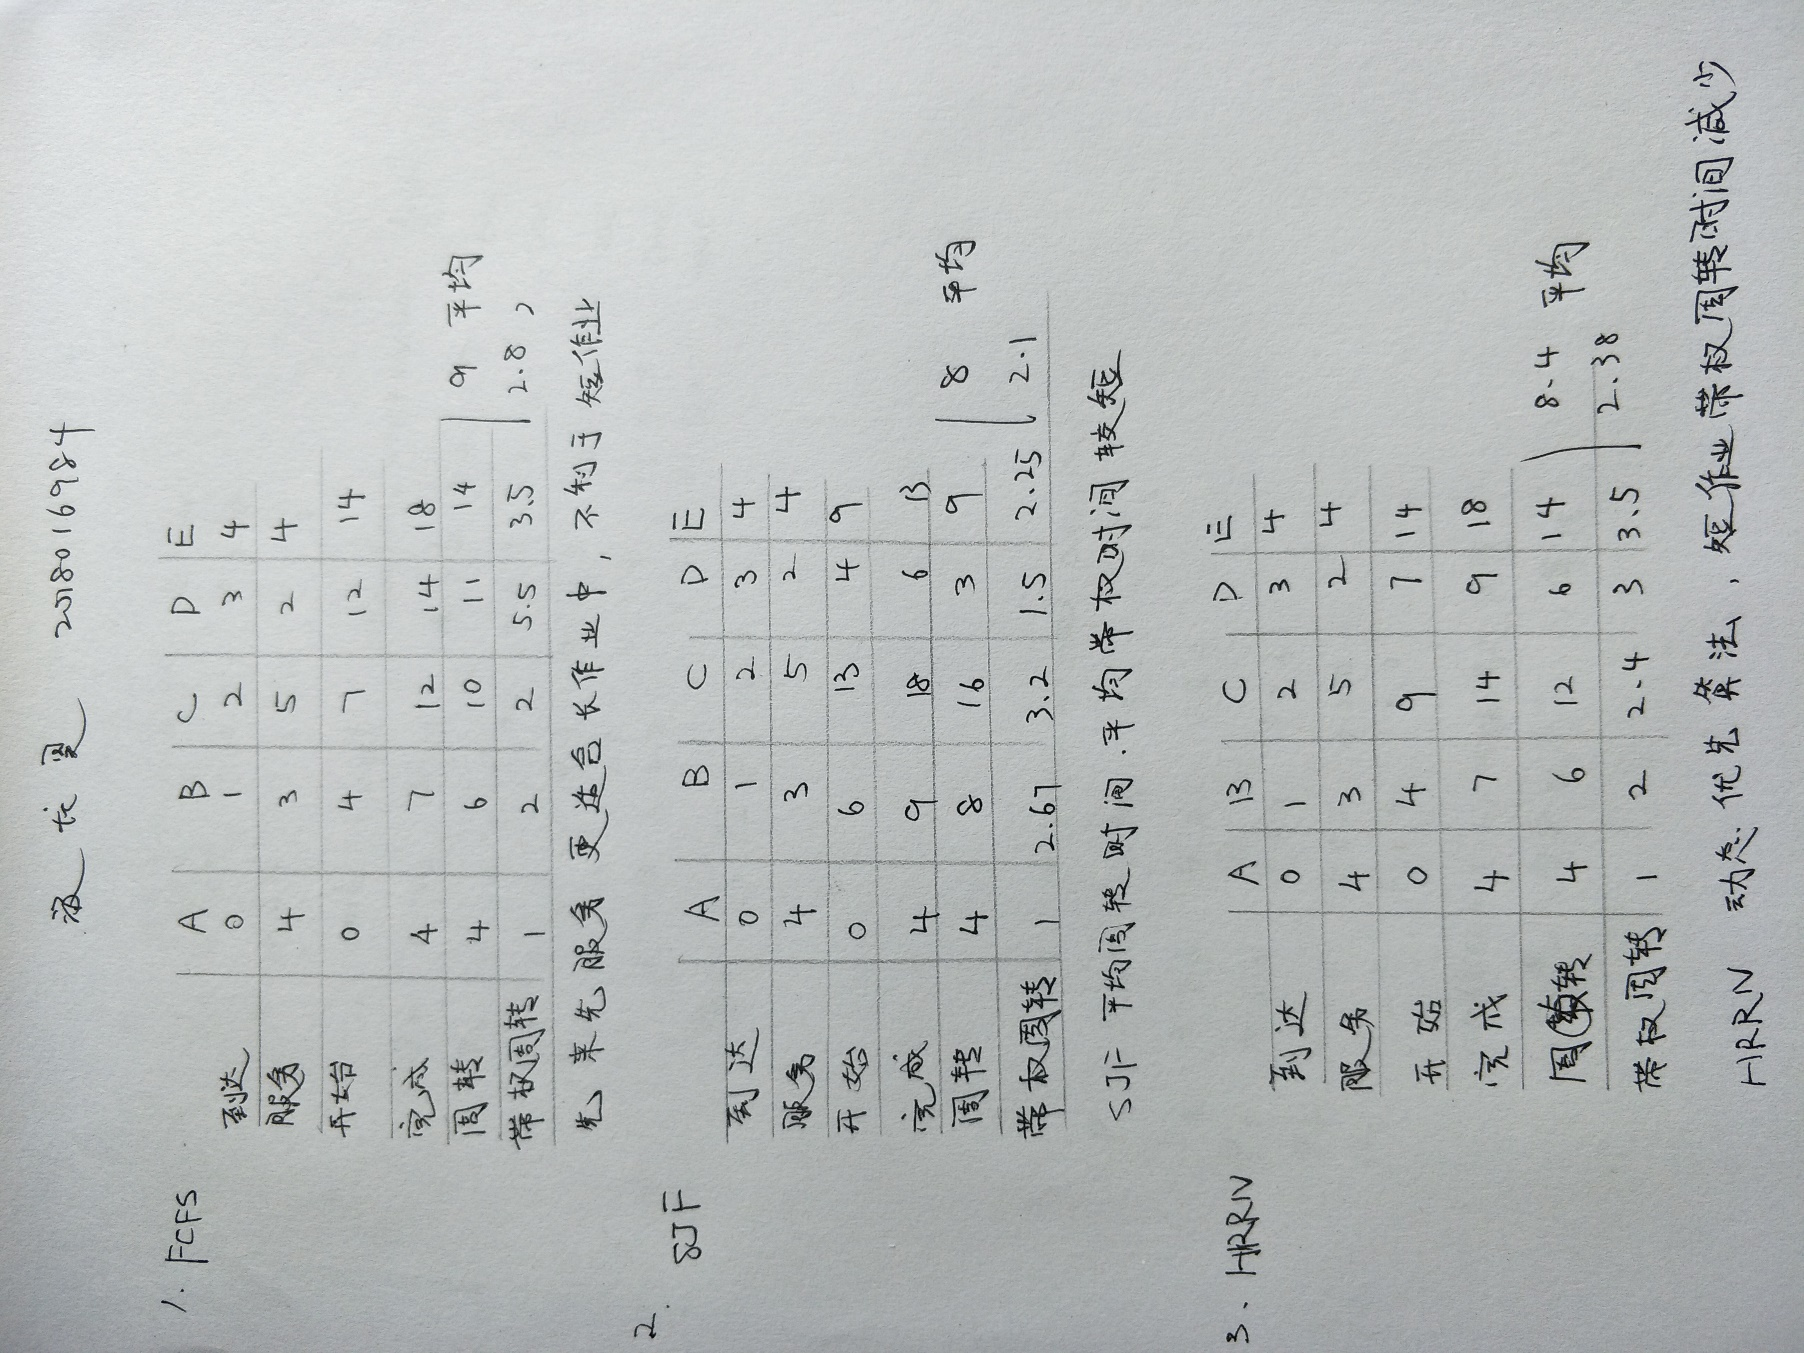 长 2018016984
1. FCFS
A B C D E
到达 0 1 2 3 4
服务 4 3 5 2 4
开始 0 4 7 12 14
完成 4 7 12 14 18
周转 4 6 10 11 14 9 平均
带权周转 1 2 2 5.5 3.5 2.8
先来先服务更适合长作业中，不利于短作业
2. SJF
A B C D E
到达 0 1 2 3 4
服务 4 3 5 2 4
开始 0 6 13 4 9
完成 4 9 18 6 13
周转 4 8 16 3 9 8 平均
带权周转 1 2.67 3.2 1.5 2.25 2.1
SJF 平均周转时间.平均带权时间较短
3. HRRN
A B C D E
到达 0 1 2 3 4
服务 4 3 5 2 4
开始 0 4 9 7 14
完成 4 7 14 9 18
周转 4 6 12 6 14 8.4 平均
带权周转 1 2 2.4 3 3.5 2.38
HRRN 动态.优先算法、短作业带权周转时间减少